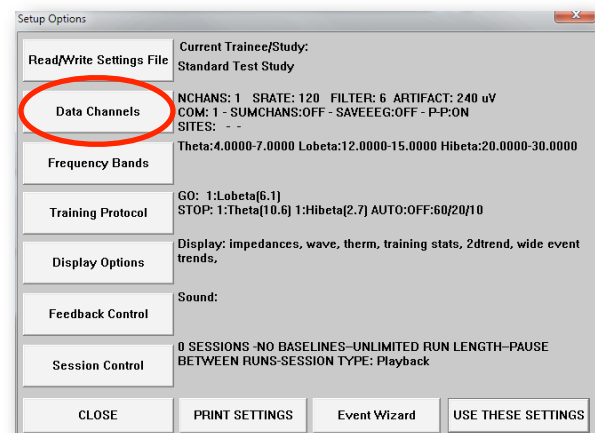 Setup Options
Read/Write Settings File
Current Trainee/Study:
Standard Test Study
Data Channels
NCHANS: 1 SRATE: 120 FILTER: 6 ARTIFACT: 240 uV
COM: 1 - SUMCHANS:OFF - SAVEEEG:OFF - P-P:ON
SITES: - -
Frequency Bands
Theta:4.0000-7.0000 Lobeta:12.0000-15.0000 Hibeta:20.0000-30.0000
Training Protocol
GO: 1:Lobeta(6.1)
STOP: 1:Theta(10.6) 1:Hibeta(2.7) AUTO:OFF:60/20/10
Display Options
Display: impedances, wave, therm, training stats, 2dtrend, wide event
trends,
Feedback Control
Sound:
Session Control
0 SESSIONS -NO BASELINES--UNLIMITED RUN LENGTH--PAUSE
BETWEEN RUNS-SESSION TYPE: Playback
CLOSE
PRINT SETTINGS
Event Wizard
USE THESE SETTINGS